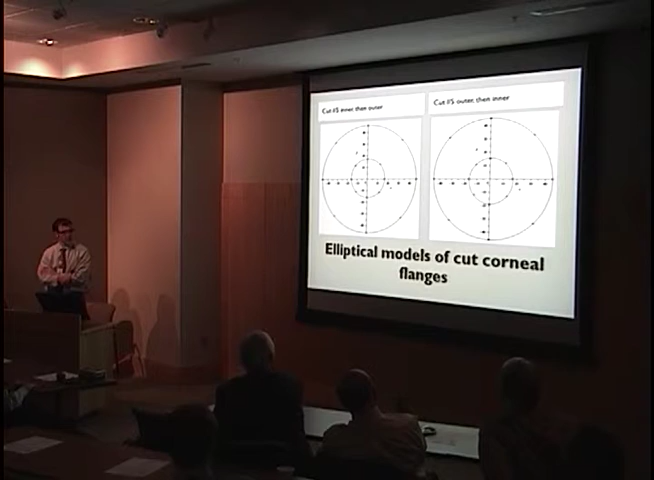 Cut I/S inner, then outer
Cut I/S outer, then inner
Elliptical models of cut corneal
flanges